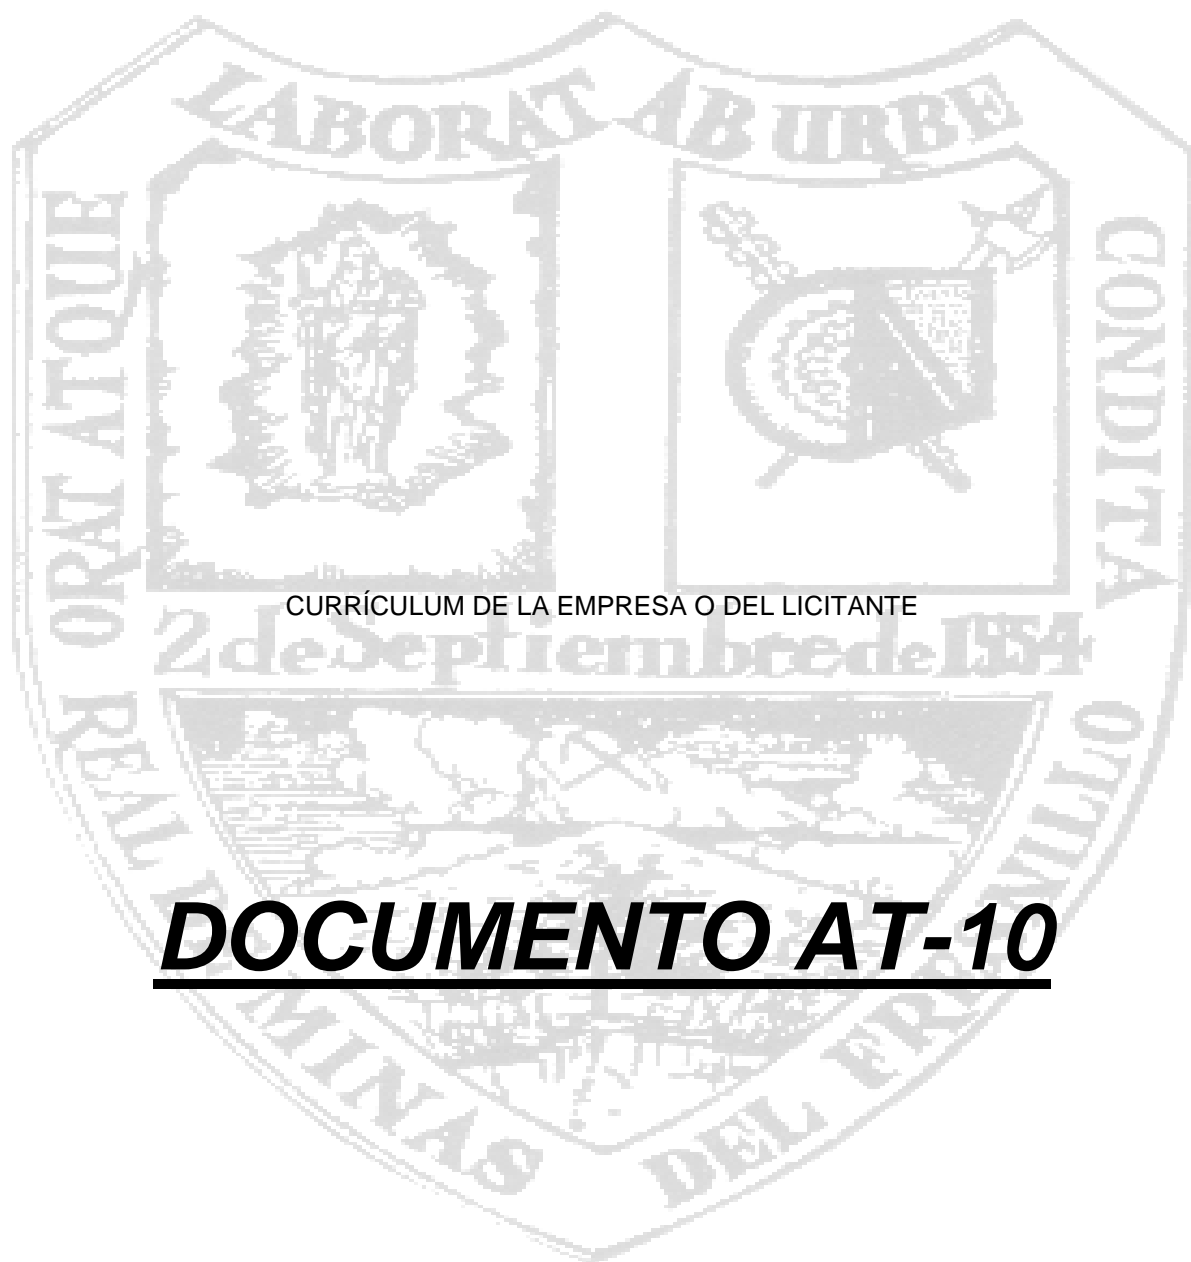 LABORAT AB URBE
CONDITA
ORAT ATQUE
CURRÍCULUM DE LA EMPRESA O DEL LICITANTE
2 de Septiembre de 1554
DOCUMENTO AT-10
REAL E MINAS
DEL FRESNILLO